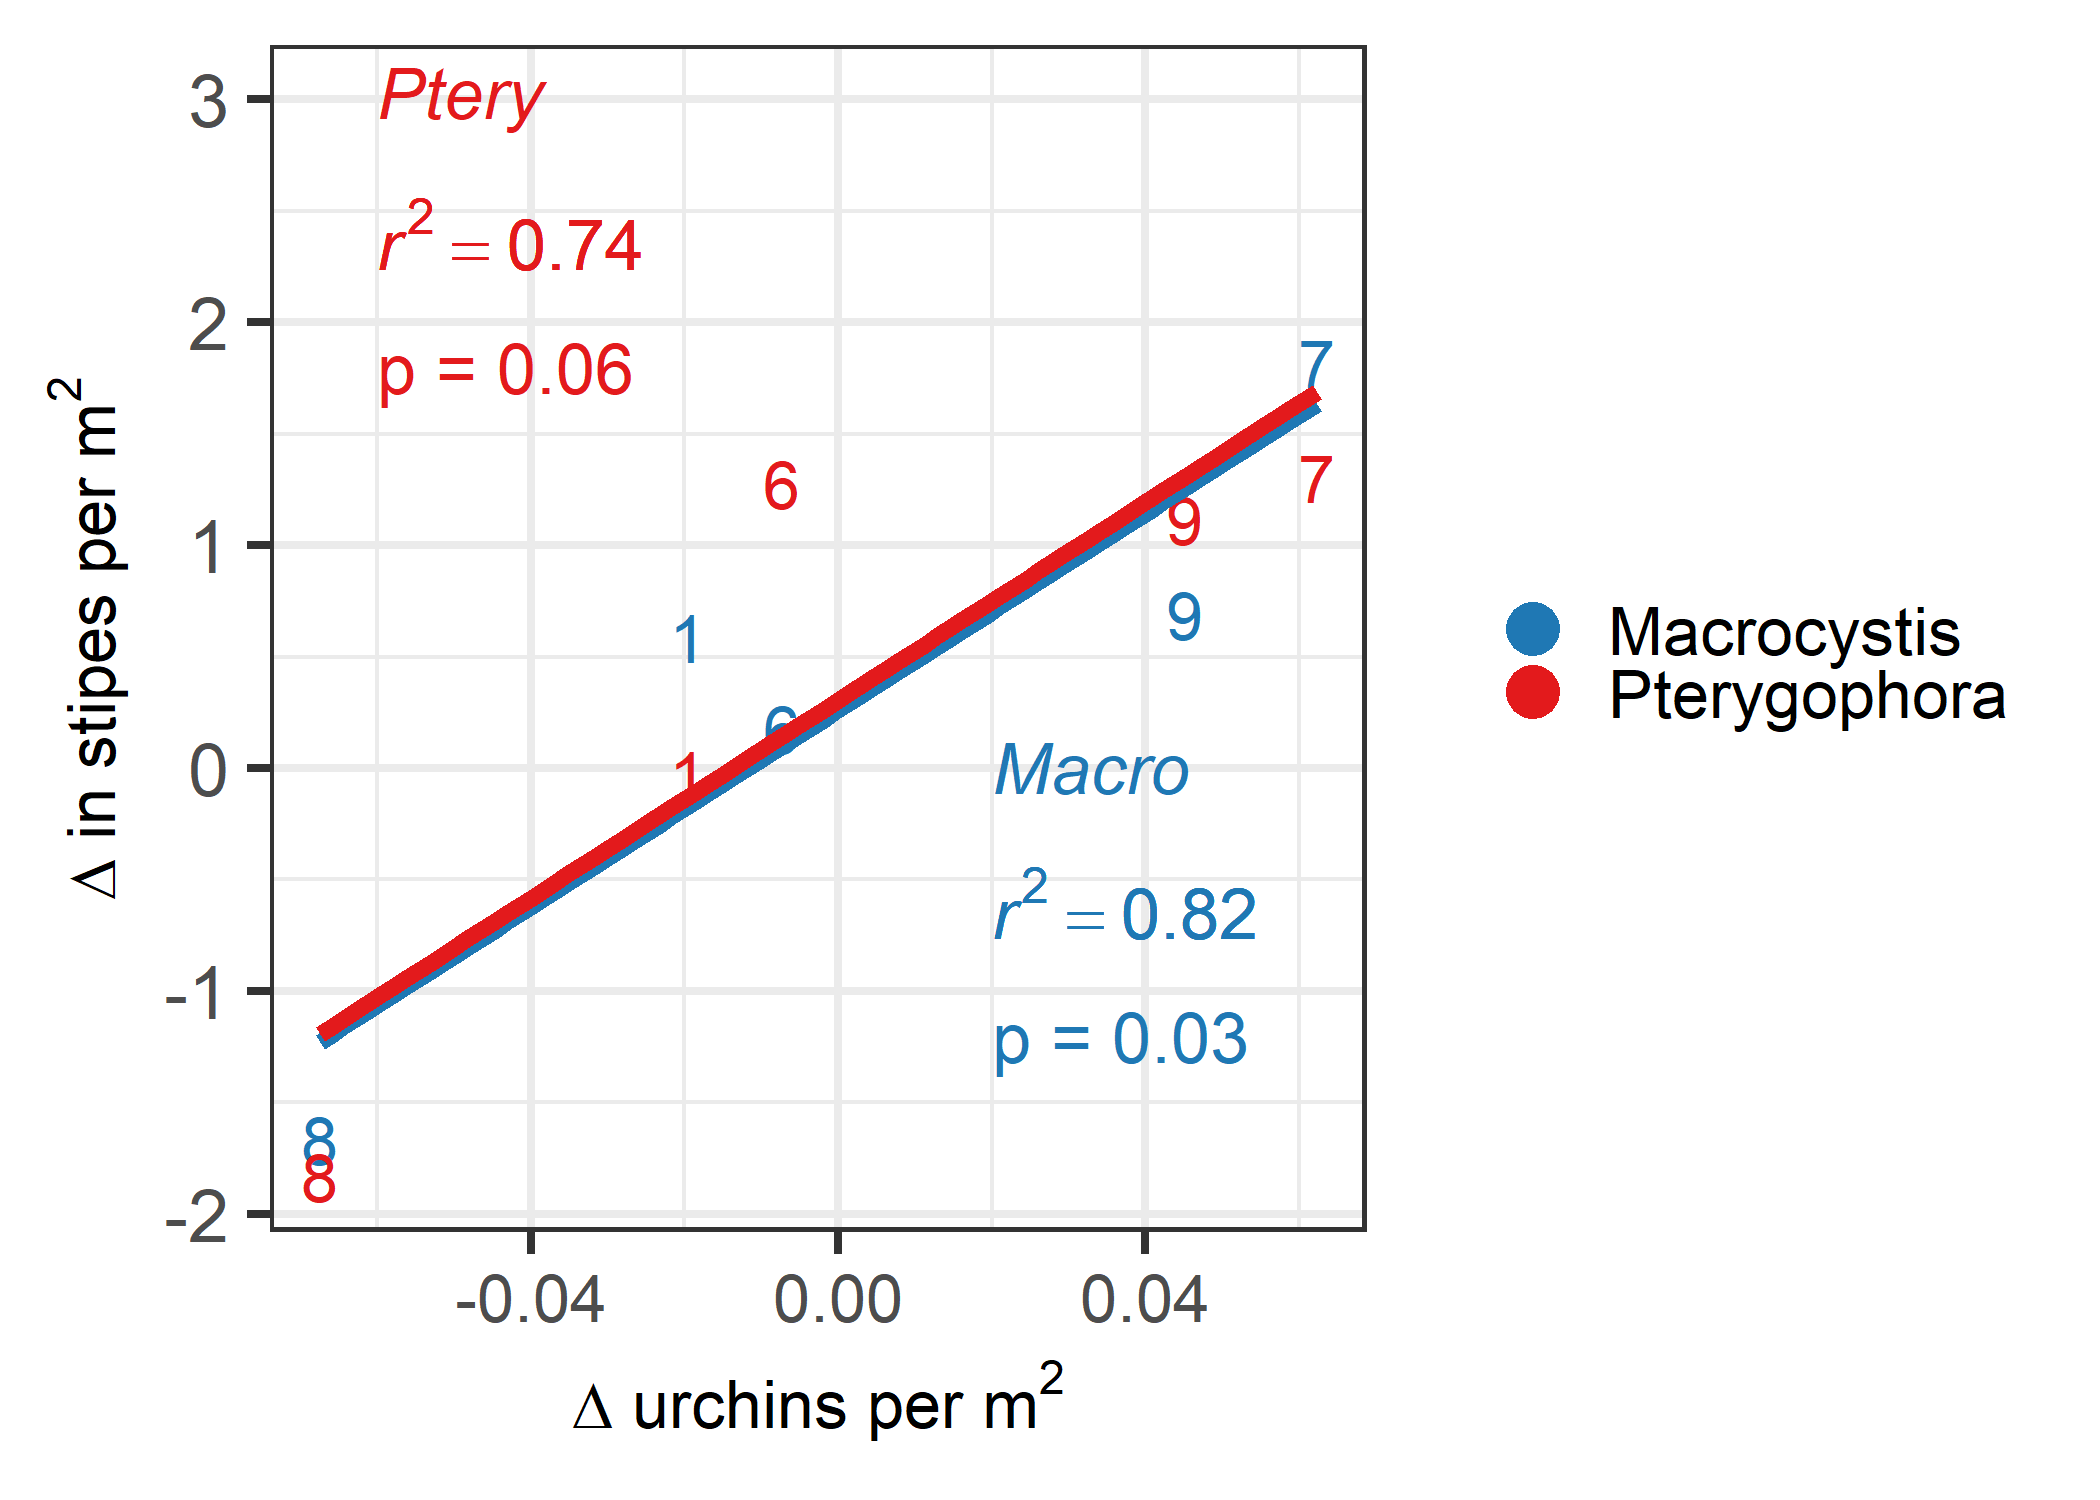 Ptery
r² = 0.74
p = 0.06
3
2
1
0
-1
-2
Δ in stipes per m²
7
6
7
9
9
1
6
1
8
8
Macro
r² = 0.82
p = 0.03
Macrocystis
Pterygophora
-0.04
0.00
0.04
Δ urchins per m²